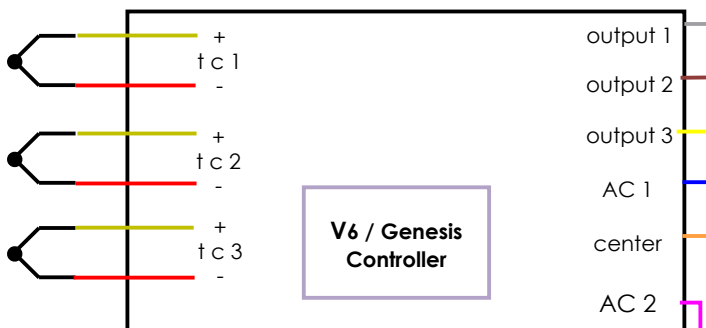 +
t c 1
-
+
t c 2
-
+
t c 3
-
V6 / Genesis
Controller
output 1
output 2
output 3
AC 1
center
AC 2